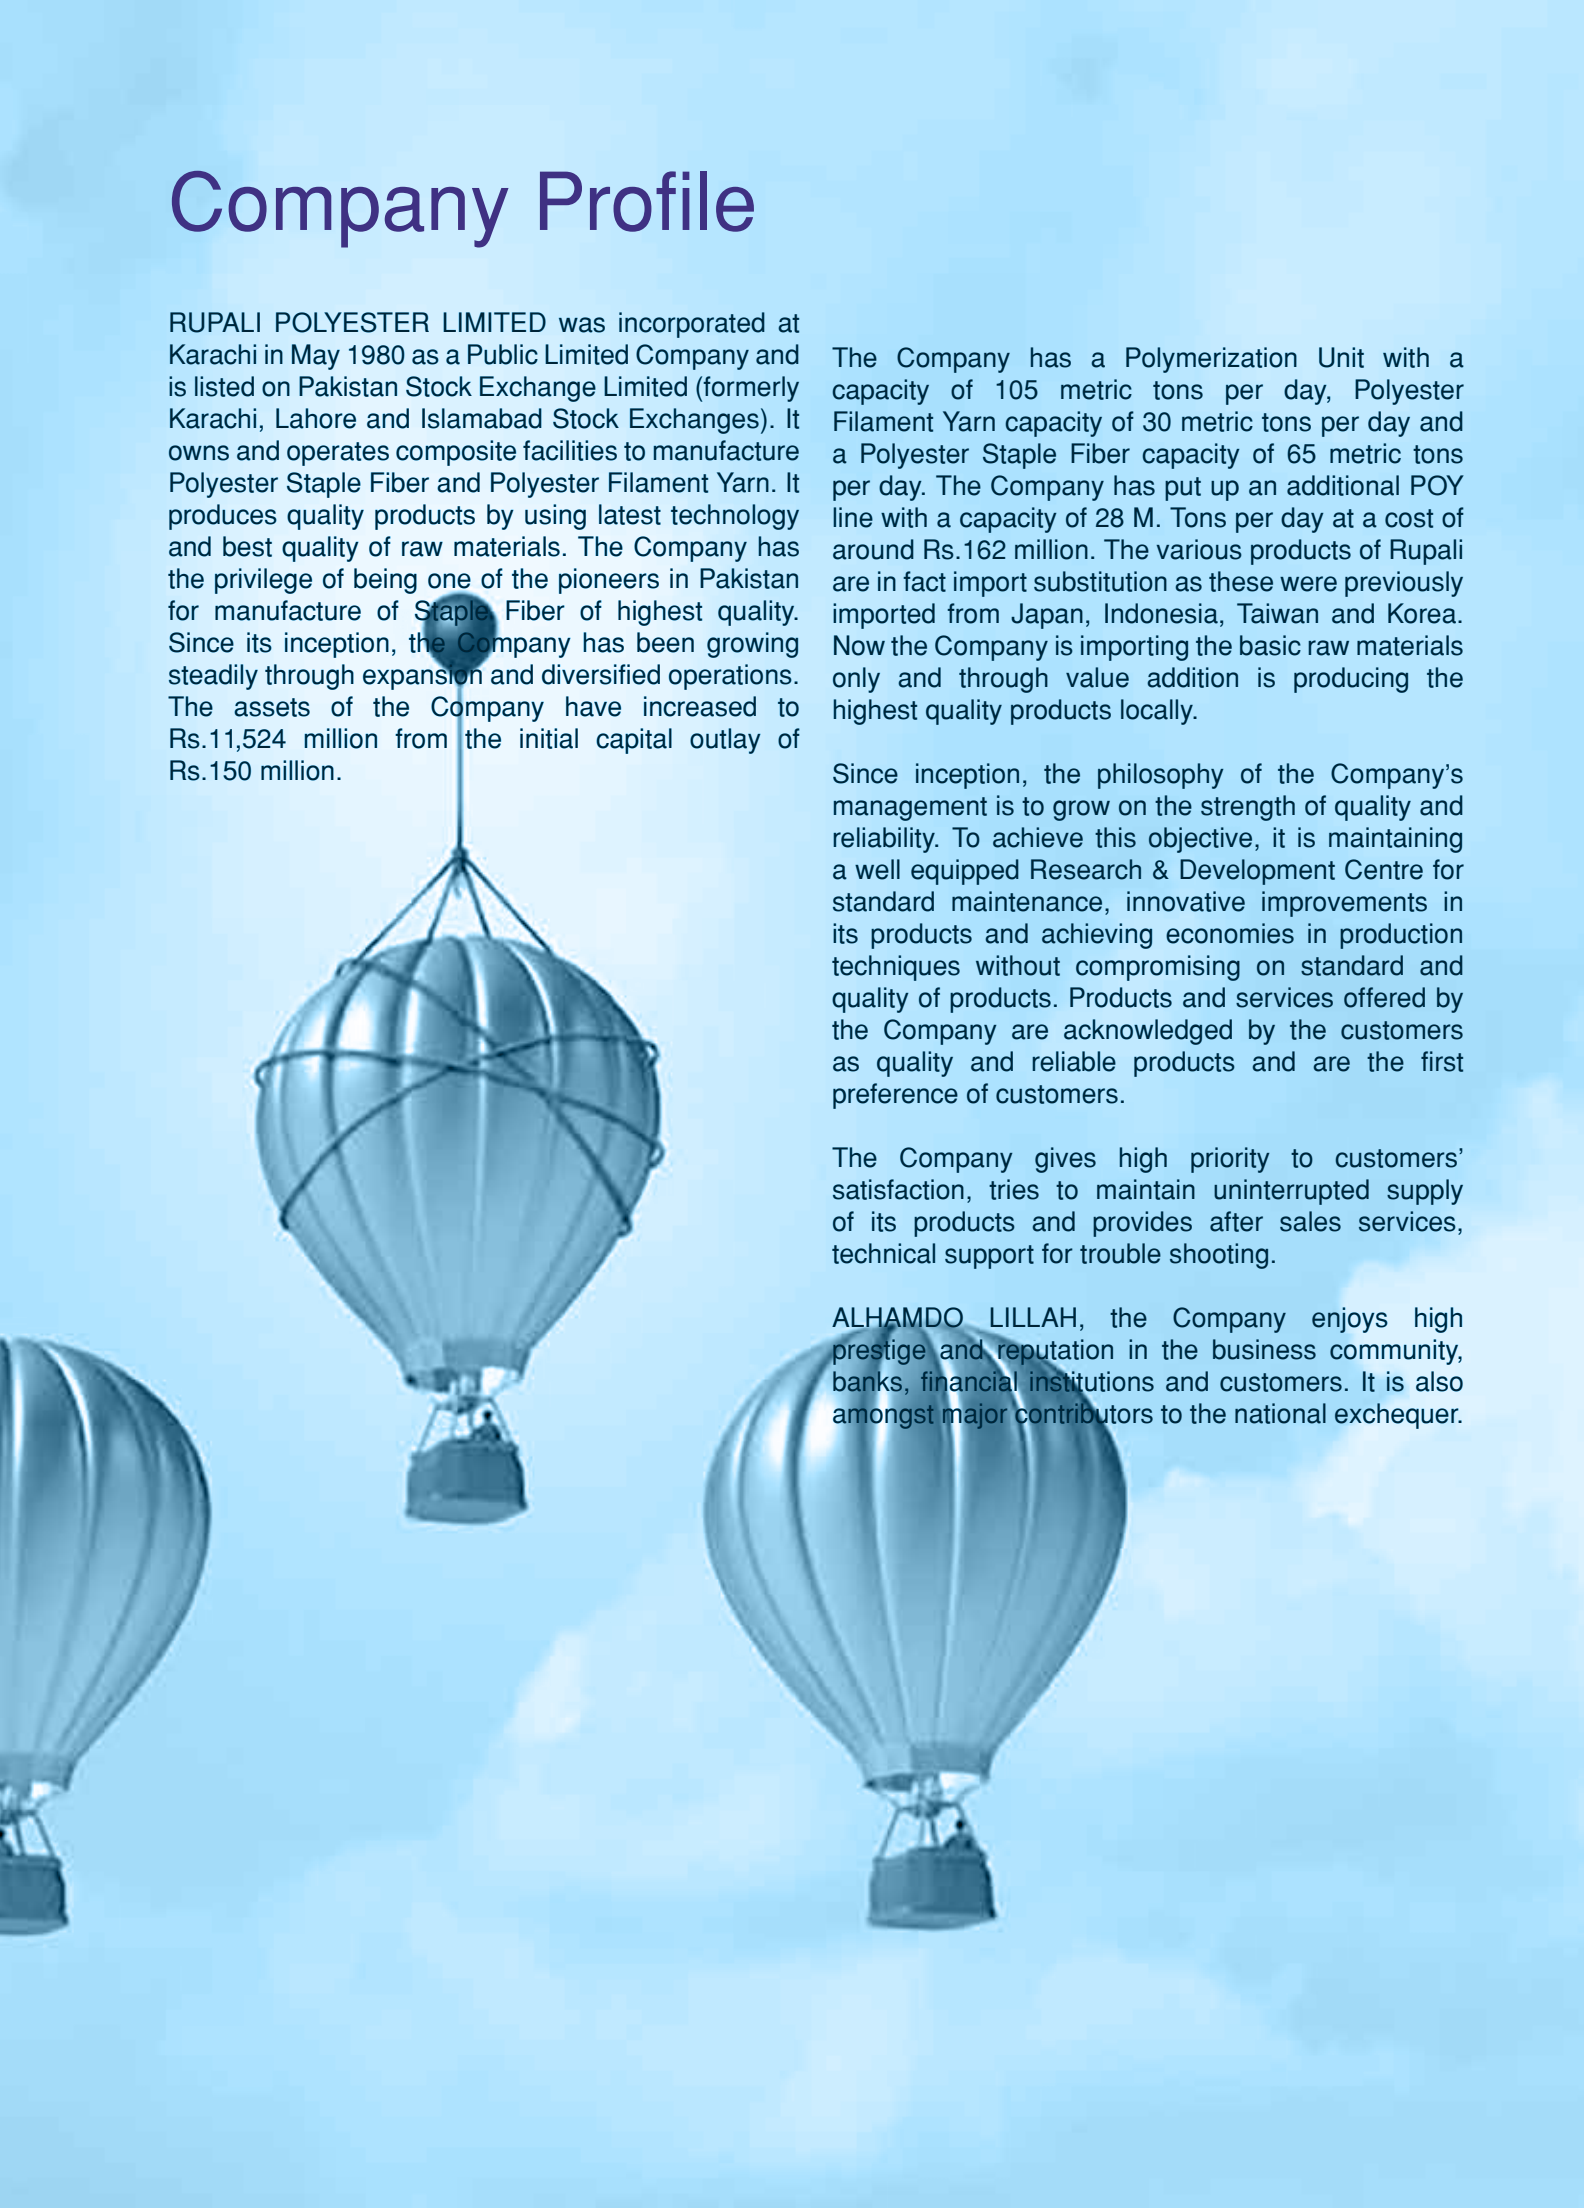 Company Profile
RUPALI POLYESTER LIMITED was incorporated at
Karachi in May 1980 as a Public Limited Company and
is listed on Pakistan Stock Exchange Limited (formerly
Karachi, Lahore and Islamabad Stock Exchanges). It
owns and operates composite facilities to manufacture
Polyester Staple Fiber and Polyester Filament Yarn. It
produces quality products by using latest technology
and best quality of raw materials. The Company has
the privilege of being one of the pioneers in Pakistan
for manufacture of Staple Fiber of highest quality.
Since its inception, the Company has been growing
steadily through expansion and diversified operations.
The assets of the Company have increased to
Rs.11,524 million from the initial capital outlay of
Rs.150 million.
The Company has a Polymerization Unit with a
capacity of 105 metric tons per day, Polyester
Filament Yarn capacity of 30 metric tons per day and
a Polyester Staple Fiber capacity of 65 metric tons
per day. The Company has put up an additional POY
line with a capacity of 28 M. Tons per day at a cost of
around Rs.162 million. The various products of Rupali
are in fact import substitution as these were previously
imported from Japan, Indonesia, Taiwan and Korea.
Now the Company is importing the basic raw materials
only and through value addition is producing the
highest quality products locally.
Since inception, the philosophy of the Company’s
management is to grow on the strength of quality and
reliability. To achieve this objective, it is maintaining
a well equipped Research & Development Centre for
standard maintenance, innovative improvements in
its products and achieving economies in production
techniques without compromising on standard and
quality of products. Products and services offered by
the Company are acknowledged by the customers
as quality and reliable products and are the first
preference of customers.
The Company gives high priority to customers’
satisfaction, tries to maintain uninterrupted supply
of its products and provides after sales services,
technical support for trouble shooting.
ALHAMDO LILLAH, the Company enjoys high
prestige and reputation in the business community,
banks, financial institutions and customers. It is also
amongst major contributors to the national exchequer.